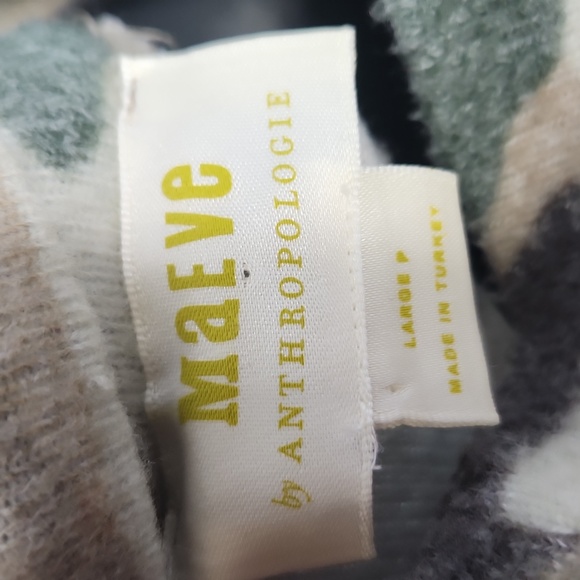 MaEVe
by ANTHROPOLOGIE
LARGE P
MADE IN TURKEY